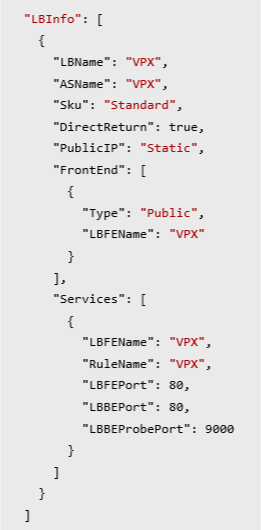 "LBInfo": [
{
"LBName": "VPX",
"ASName": "VPX",
"Sku": "Standard",
"DirectReturn": true,
"PublicIP": "Static",
"FrontEnd": [
{
"Type": "Public",
"LBFEName": "VPX"
}
],
"Services": [
{
"LBFEName": "VPX",
"RuleName": "VPX",
"LBFEPort": 80,
"LBBEPort": 80,
"LBBEProbePort": 9000
}
]
}
]